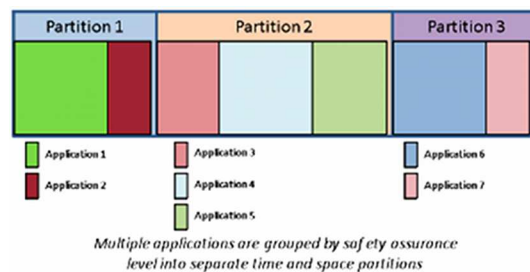 Partition 1 Partition 2 Partition 3
Application 1 Application 3 Application 6
Application 2 Application 4 Application 7
Application 5
Multiple applications are grouped by safety assurance
level into separate time and space partitions